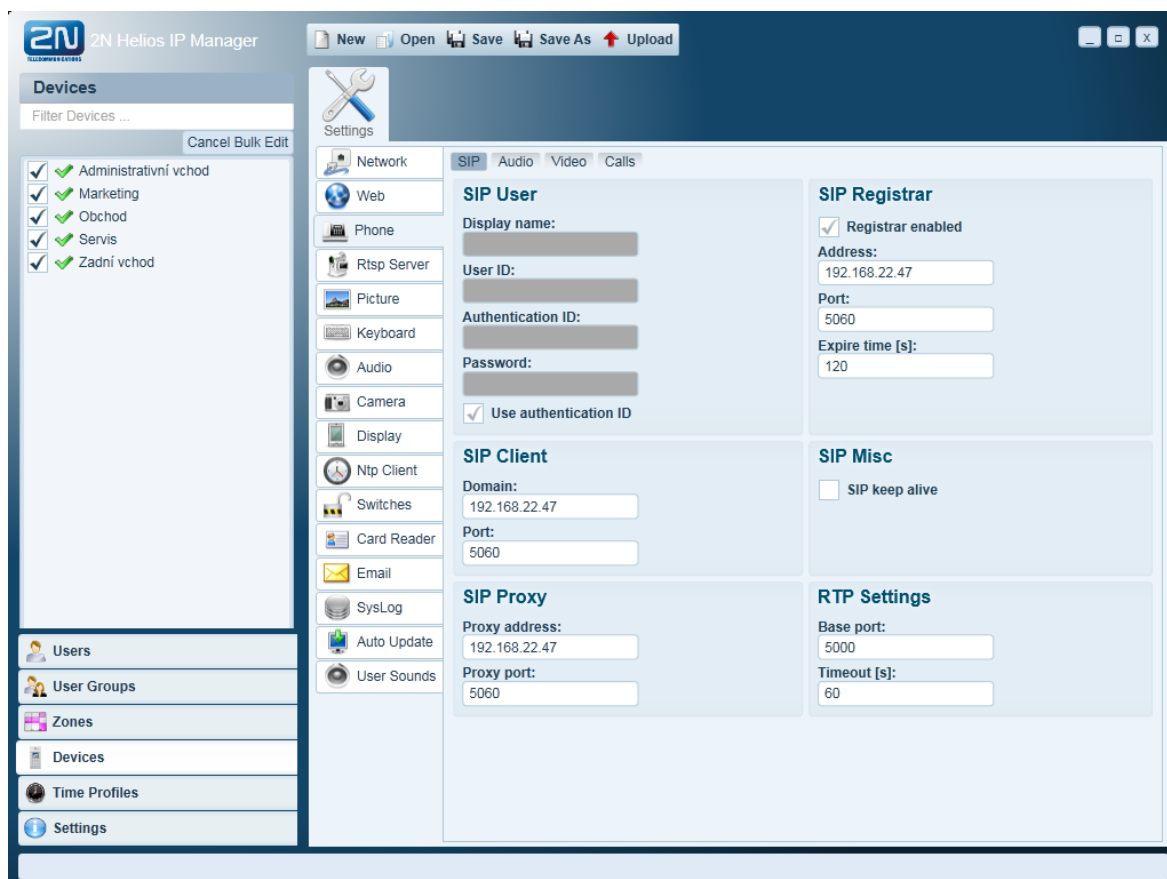 2N
TELECOMMUNICATIONS
2N Helios IP Manager
New Open Save Save As Upload
Devices
Filter Devices ...
Cancel Bulk Edit
Administrativní vchod
Marketing
Obchod
Servis
Zadní vchod
Users
User Groups
Zones
Devices
Time Profiles
Settings
Settings
Network
Web
Phone
Rtsp Server
Picture
Keyboard
Audio
Camera
Display
Ntp Client
Switches
Card Reader
Email
SysLog
Auto Update
User Sounds
SIP Audio Video Calls
SIP User
Display name:
User ID:
Authentication ID:
Password:
Use authentication ID
SIP Registrar
Registrar enabled
Address:
192.168.22.47
Port:
5060
Expire time [s]:
120
SIP Client
Domain:
192.168.22.47
Port:
5060
SIP Misc
SIP keep alive
SIP Proxy
Proxy address:
192.168.22.47
Proxy port:
5060
RTP Settings
Base port:
5000
Timeout [s]:
60